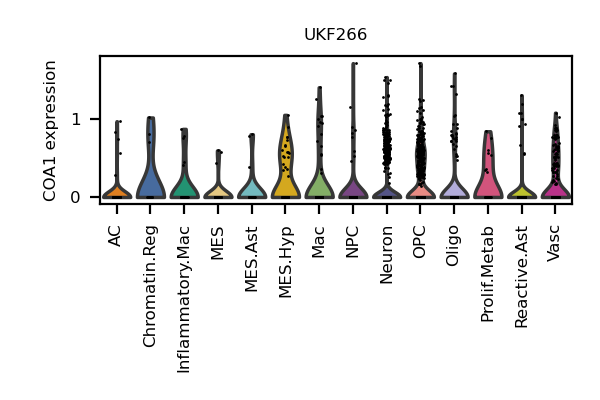 UKF266
COA1 expression
1
0
AC
Chromatin.Reg
Inflammatory.Mac
MES
MES.Ast
MES.Hyp
Mac
NPC
Neuron
OPC
Oligo
Prolif.Metab
Reactive.Ast
Vasc